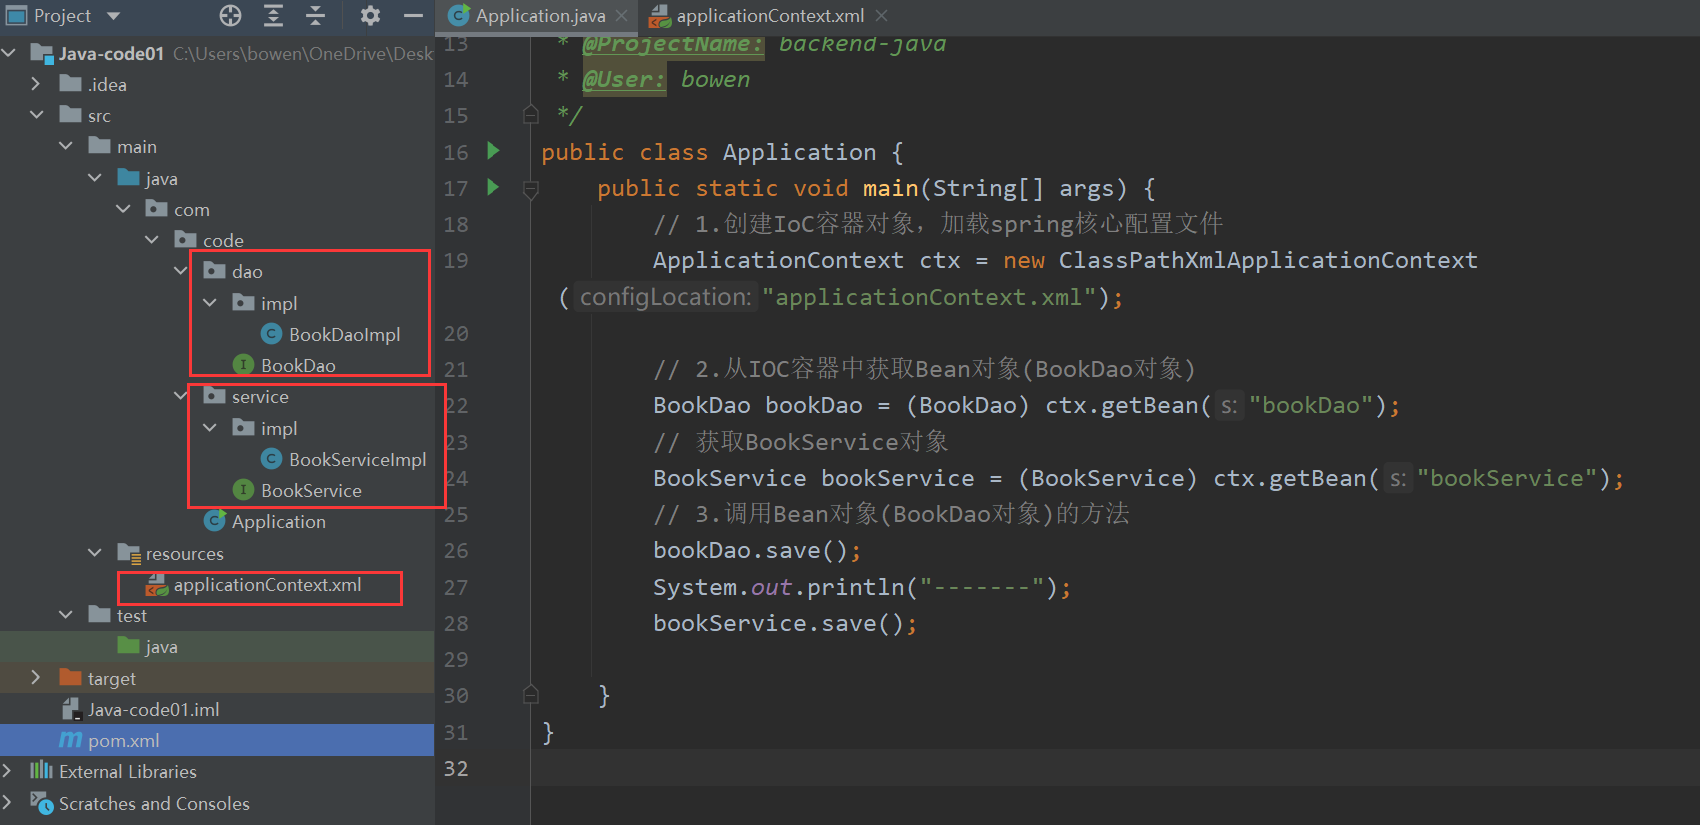 Project
Java-code01 C:\Users\bowen\OneDrive\Desk
.idea
src
main
java
com
code
dao
impl
BookDaoImpl
BookDao
service
impl
BookServiceImpl
BookService
Application
resources
applicationContext.xml
test
java
target
Java-code01.iml
pom.xml
External Libraries
Scratches and Consoles
Application.java
applicationContext.xml
13 * @ProjectName: backend-java
14 * @User: bowen
15 */
16 public class Application {
17 public static void main(String[] args) {
18 // 1.创建IoC容器对象，加载spring核心配置文件
19 ApplicationContext ctx = new ClassPathXmlApplicationContext
( configLocation: "applicationContext.xml");
20
21 // 2.从IOC容器中获取Bean对象(BookDao对象)
22 BookDao bookDao = (BookDao) ctx.getBean( s: "bookDao");
23 // 获取BookService对象
24 BookService bookService = (BookService) ctx.getBean( s: "bookService");
25 // 3.调用Bean对象(BookDao对象)的方法
26 bookDao.save();
27 System.out.println("-------");
28 bookService.save();
29
30 }
31 }
32